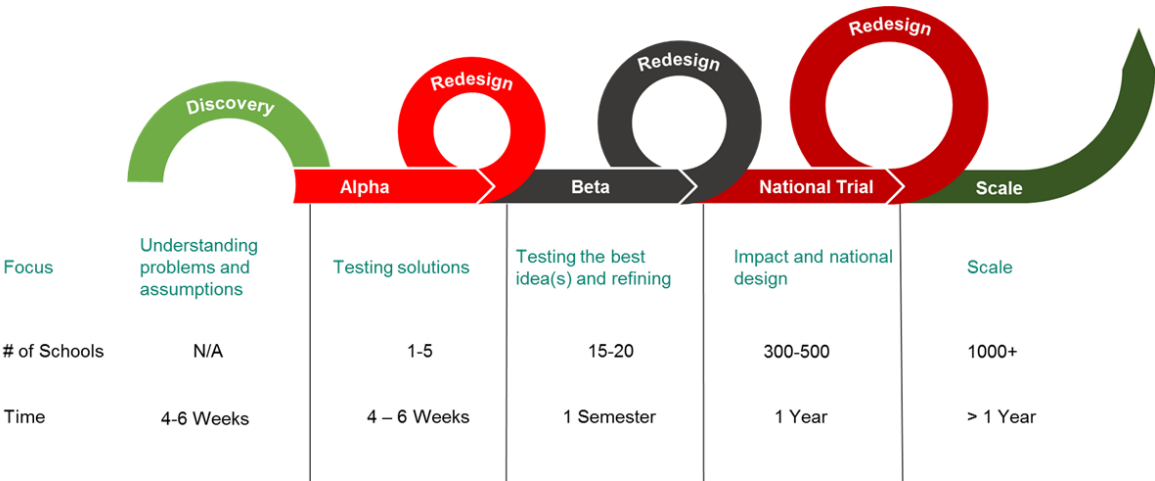 Discovery
Redesign
Redesign
Redesign
Alpha
Beta
National Trial
Scale
Focus
Understanding
problems and
assumptions
Testing solutions
Testing the best
idea(s) and refining
Impact and national
design
Scale
# of Schools
N/A
1-5
15-20
300-500
1000+
Time
4-6 Weeks
4 – 6 Weeks
1 Semester
1 Year
> 1 Year